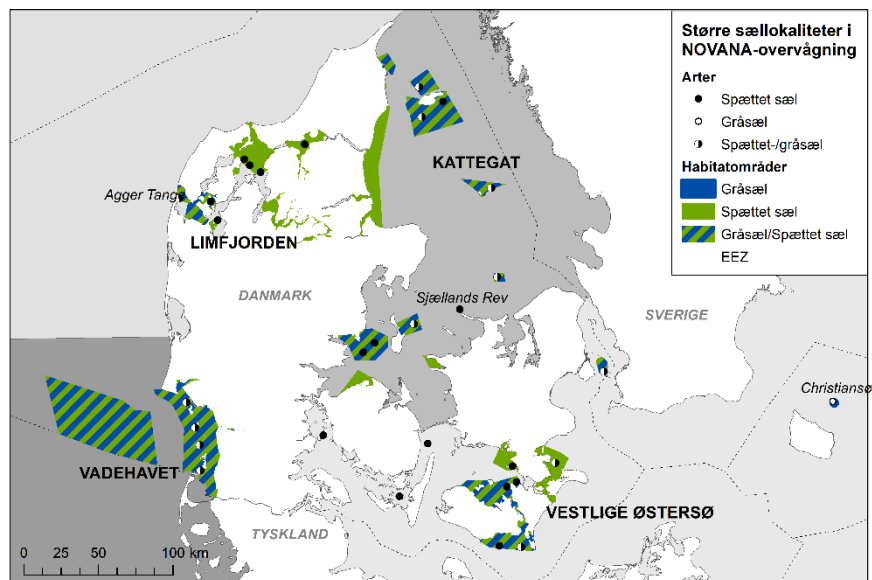 Større sællokaliteter i
NOVANA-overvågning
Arter
Spættet sæl
Gråsæl
Spættet-/gråsæl
Habitatområder
Gråsæl
Spættet sæl
Gråsæl/Spættet sæl
EEZ
KATTEGAT
Agger Tange
LIMFJORDEN
DANMARK
Sjællands Rev
SVERIGE
Christiansø
VADEHAVET
VESTLIGE ØSTERSØ
TYSKLAND
0 25 50 100 km